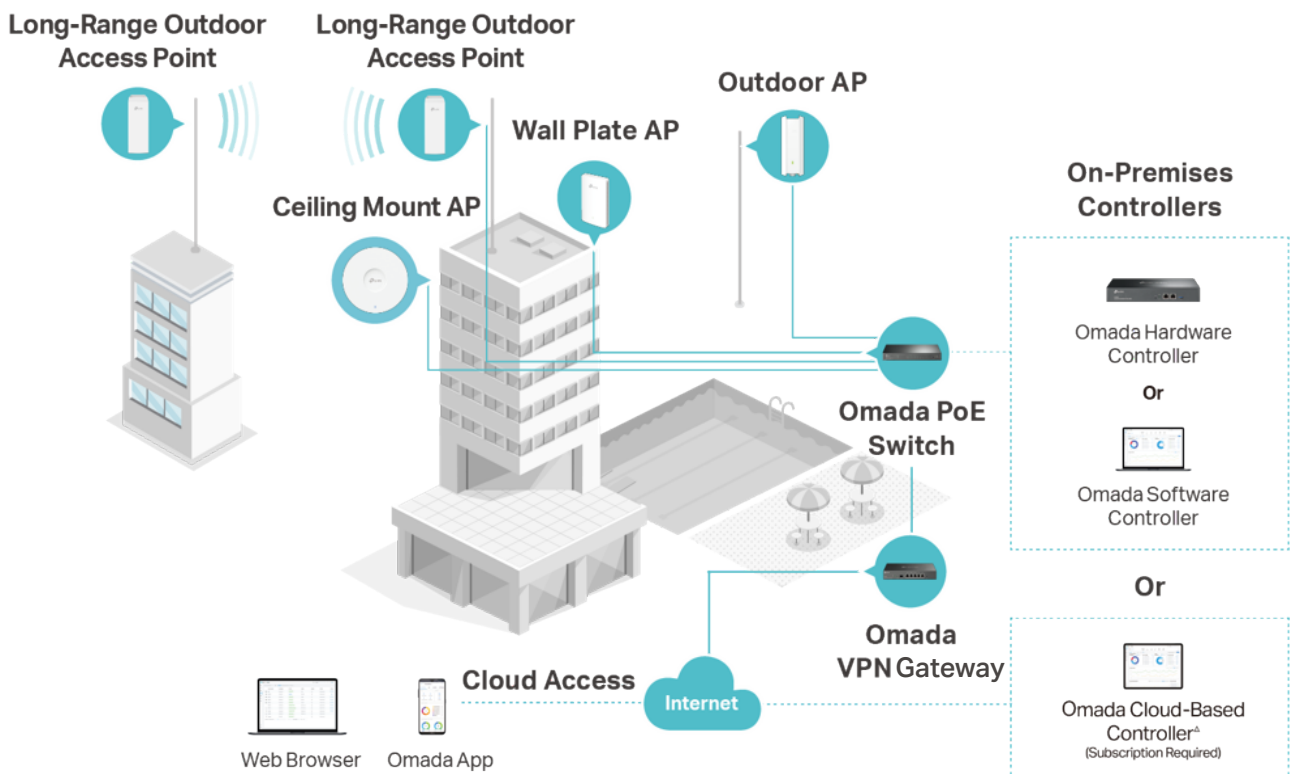 Long-Range Outdoor
Access Point
Long-Range Outdoor
Access Point
Outdoor AP
Wall Plate AP
Ceiling Mount AP
On-Premises
Controllers
Omada Hardware
Controller
Or
Omada Software
Controller
Omada PoE
Switch
Or
Omada
VPN Gateway
Cloud Access
Internet
Omada Cloud-Based
Controller△
(Subscription Required)
Web Browser
Omada App